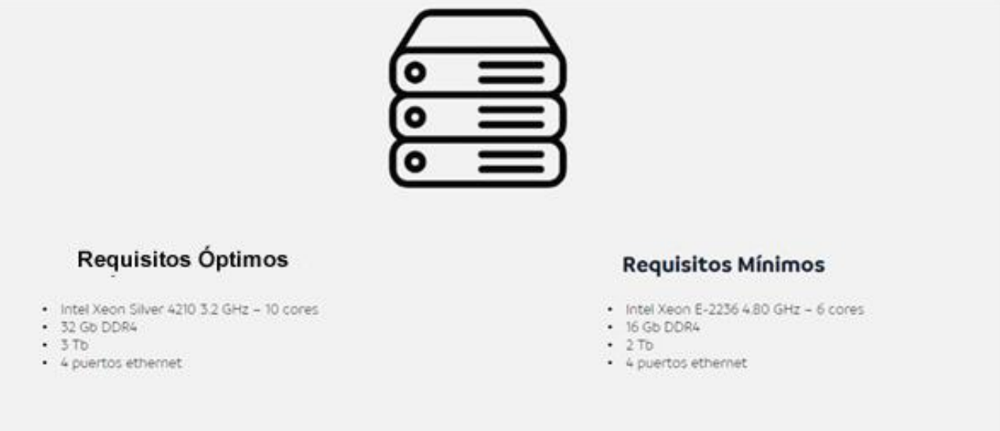 Requisitos Óptimos
• Intel Xeon Silver 4210 3.2 GHz – 10 cores
• 32 Gb DDR4
• 3 Tb
• 4 puertos ethernet
Requisitos Mínimos
• Intel Xeon E-2236 4.80 GHz – 6 cores
• 16 Gb DDR4
• 2 Tb
• 4 puertos ethernet